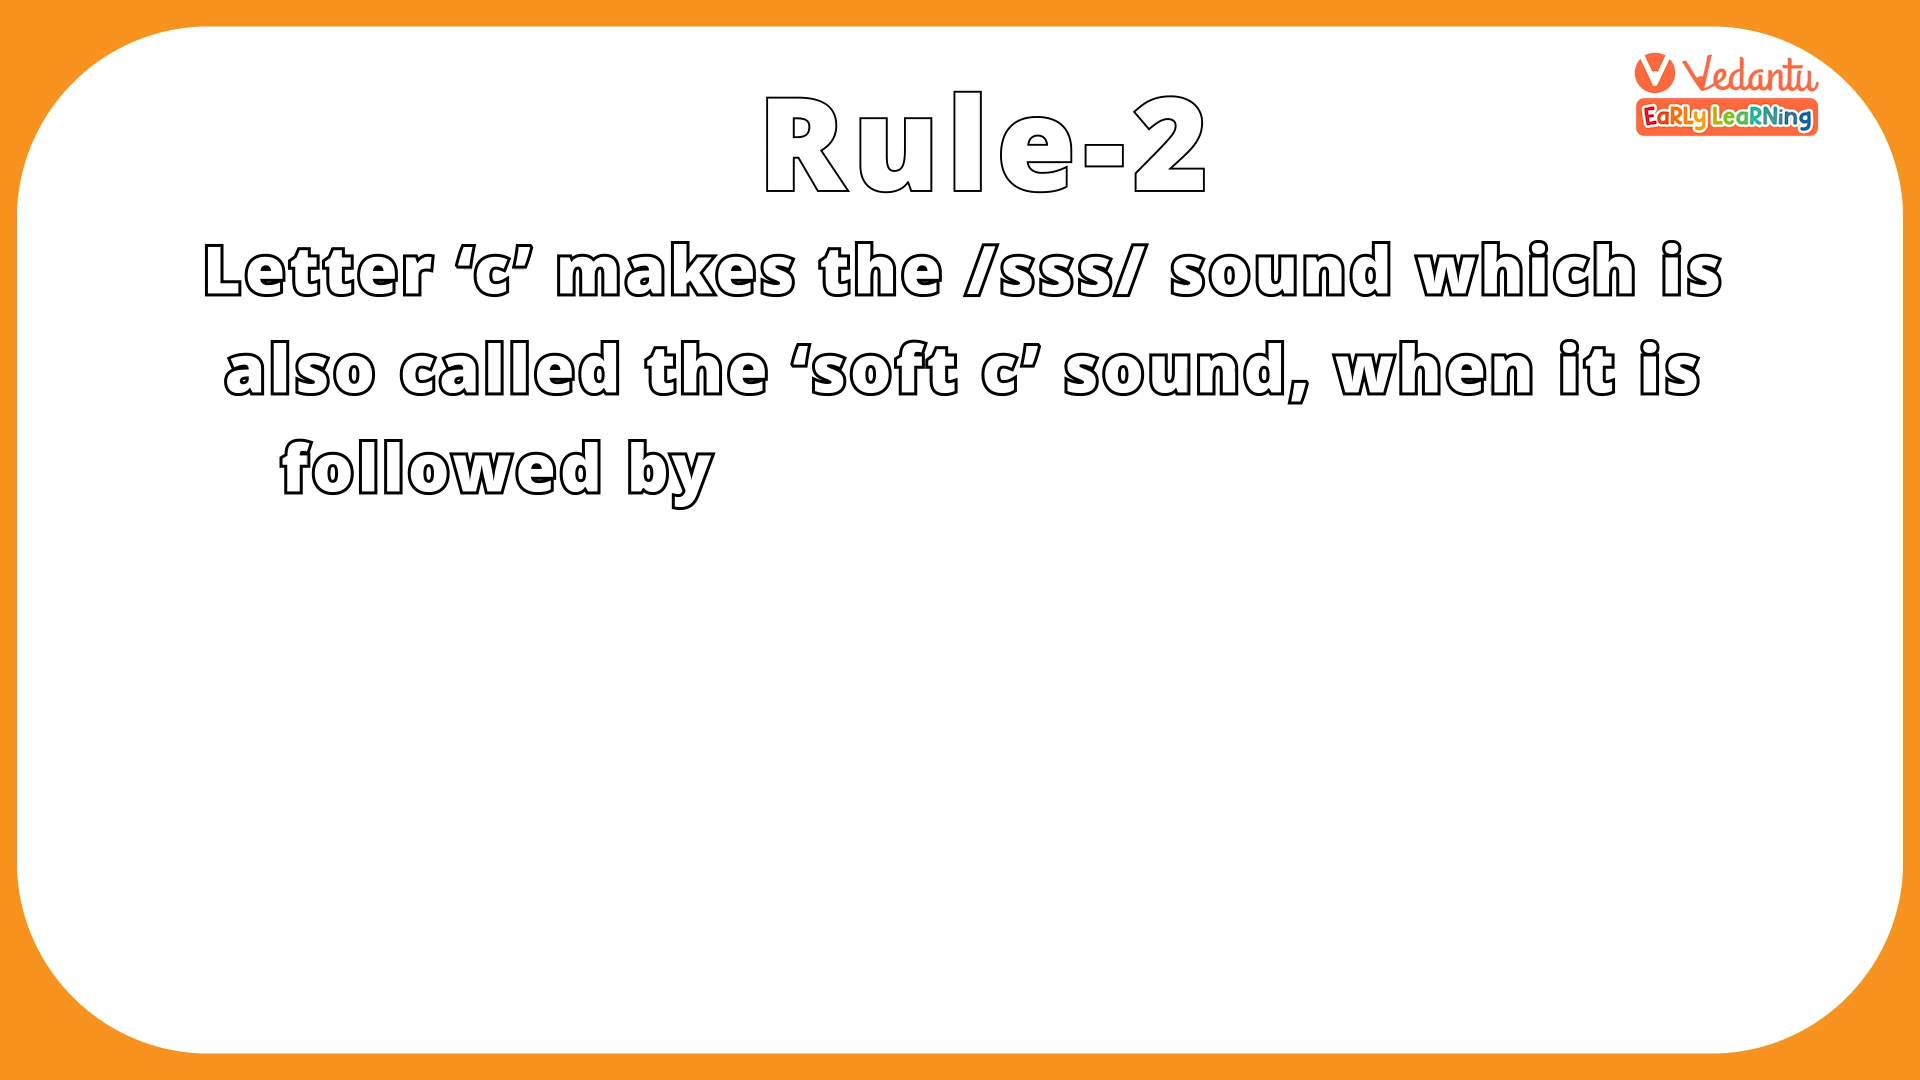 Vedantu
EaRLy LeaRNing
Rule-2
Letter ‘c’ makes the /sss/ sound which is
also called the ‘soft c’ sound, when it is
followed by